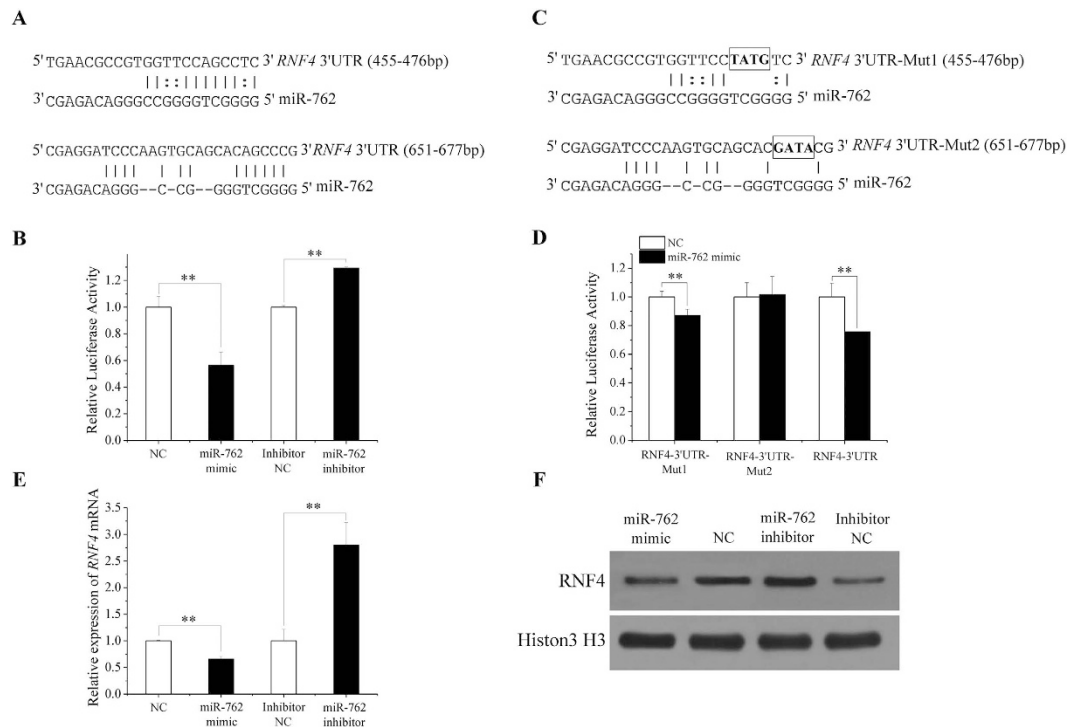 A
5' TGAACGCCGTGGTTCCAGCCTC 3' RNF4 3'UTR (455-476bp)
||::||||||:|
3' CGAGACAGGGCCGGGGTCGGGG 5' miR-762
5' CGAGGATCCCAAGTGCAGCACAGCCCG 3' RNF4 3'UTR (651-677bp)
|||| | || ||||||
3' CGAGACAGGG--C-CG--GGGTCGGGG 5' miR-762
C
5' TGAACGCCGTGGTTCCTATGTC 3' RNF4 3'UTR-Mut1 (455-476bp)
||::|| :|
3' CGAGACAGGGCCGGGGTCGGGG 5' miR-762
5' CGAGGATCCCAAGTGCAGCACGATACG 3' RNF4 3'UTR-Mut2 (651-677bp)
|||| | || | |
3' CGAGACAGGG--C-CG--GGGTCGGGG 5' miR-762
B
Relative Luciferase Activity
1.2
1.0
0.8
0.6
0.4
0.2
0.0
**
**
NC
miR-762 mimic
Inhibitor NC
miR-762 inhibitor
D
NC
miR-762 mimic
Relative Luciferase Activity
1.2
1.0
0.8
0.6
0.4
0.2
0.0
**
**
RNF4-3'UTR-Mut1
RNF4-3'UTR-Mut2
RNF4-3'UTR
E
Relative expression of RNF4 mRNA
3.5
3.0
2.5
2.0
1.5
1.0
0.5
0.0
**
**
NC
miR-762 mimic
Inhibitor NC
miR-762 inhibitor
F
miR-762 mimic
NC
miR-762 inhibitor
Inhibitor NC
RNF4
Histon3 H3